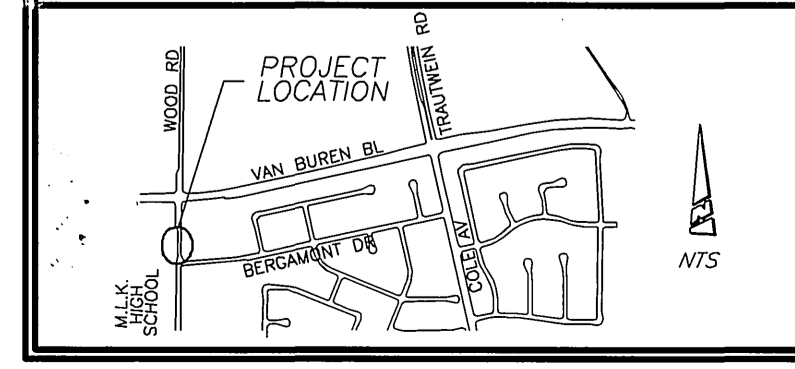 WOOD RD
PROJECT
LOCATION
TRAUTWEIN RD
VAN BUREN BL
BERGAMONT DR
COLE AV
M.L.K.
HIGH
SCHOOL
NTS